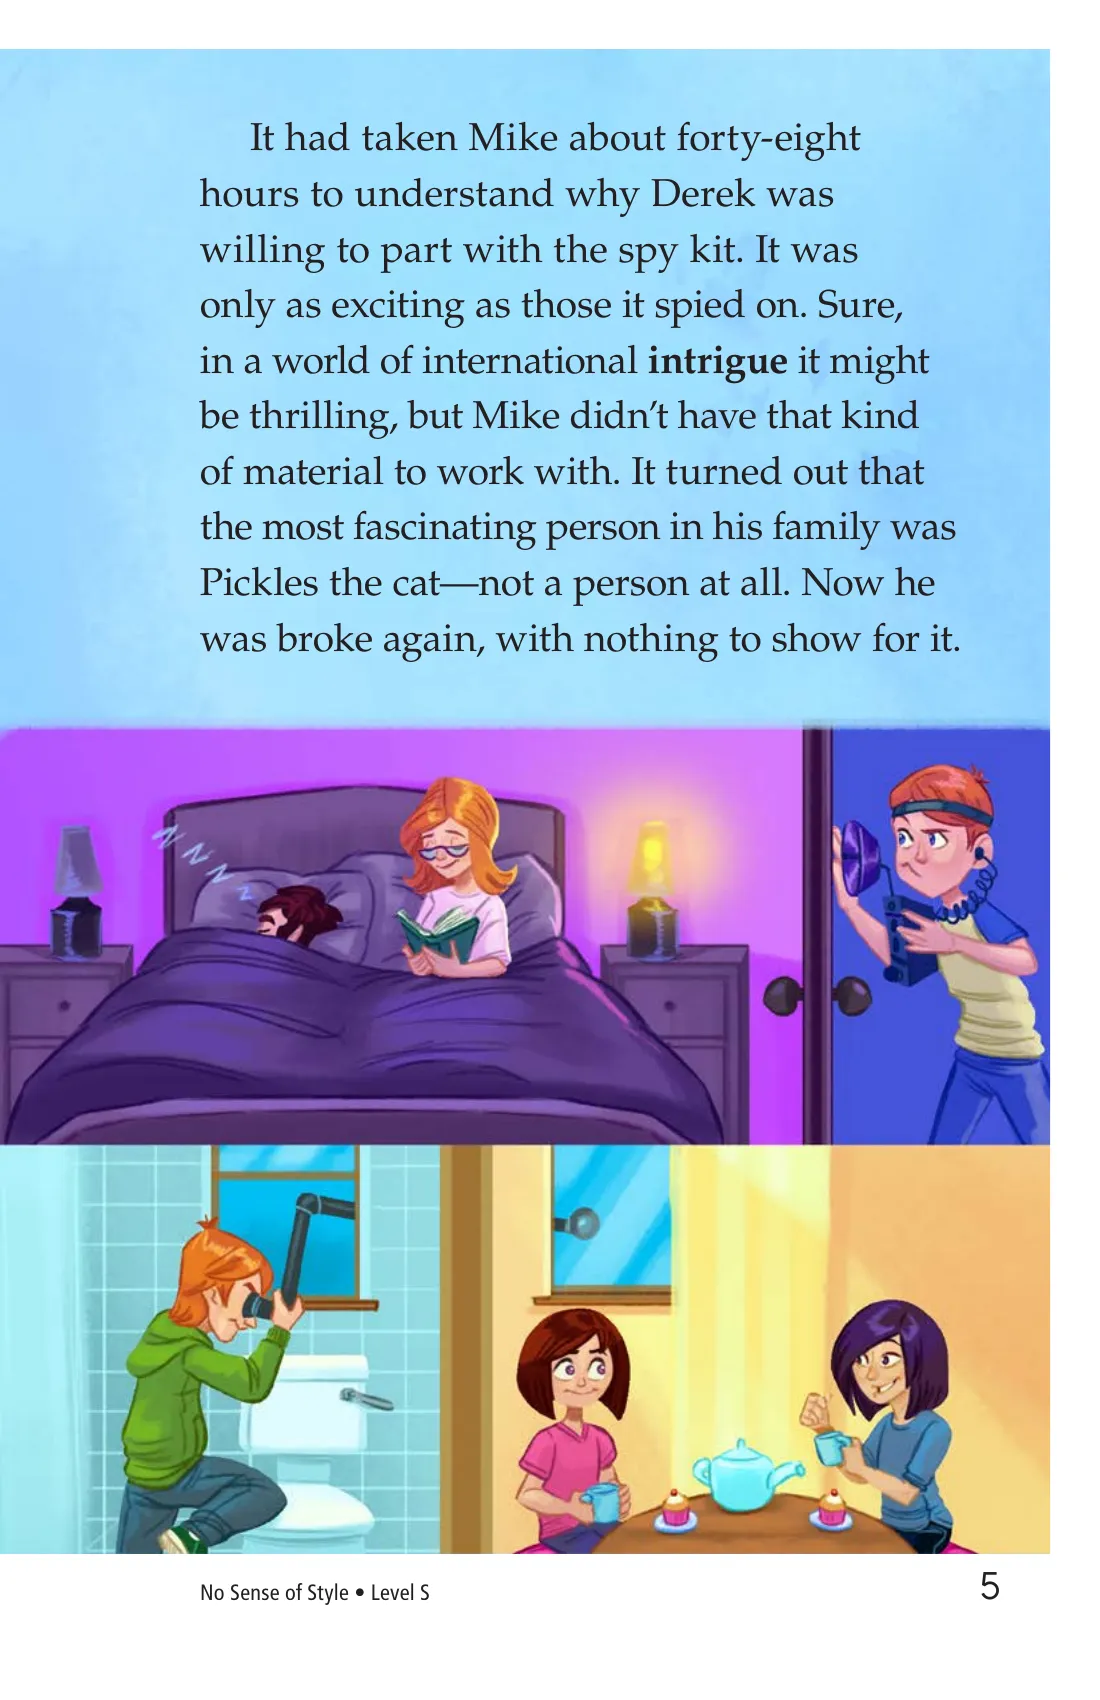 It had taken Mike about forty-eight
hours to understand why Derek was
willing to part with the spy kit. It was
only as exciting as those it spied on. Sure,
in a world of international intrigue it might
be thrilling, but Mike didn’t have that kind
of material to work with. It turned out that
the most fascinating person in his family was
Pickles the cat—not a person at all. Now he
was broke again, with nothing to show for it.
Z Z Z Z
No Sense of Style • Level S
5